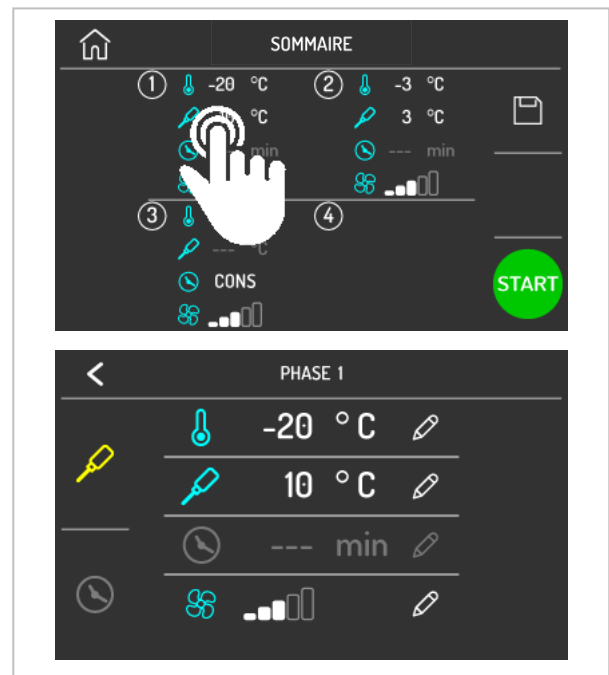 SOMMAIRE
1 -20 °C 2 -3 °C
°C 3 °C
min --- min
3 4
--- °C
CONS
START
PHASE 1
-20 °C
10 °C
--- min